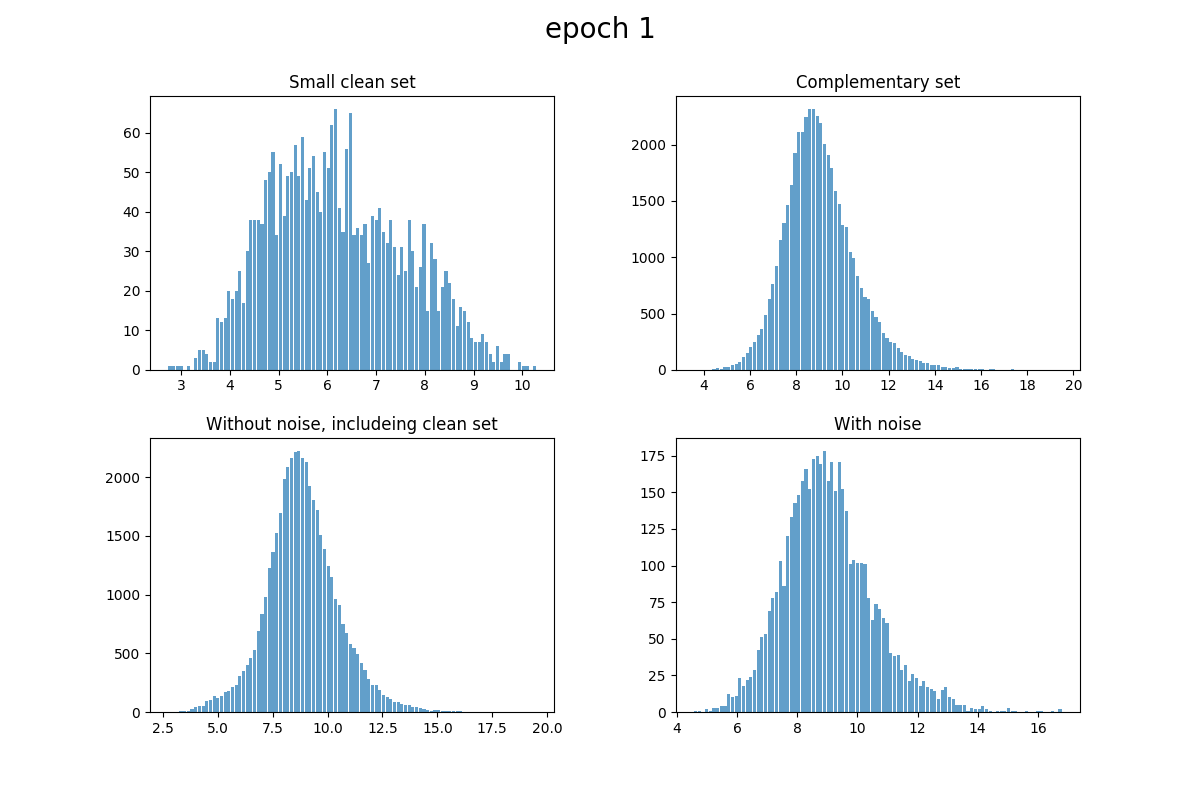 epoch 1
Small clean set
60
50
40
30
20
10
0
3 4 5 6 7 8 9 10
Complementary set
2000
1500
1000
500
0
4 6 8 10 12 14 16 18 20
Without noise, includeing clean set
2000
1500
1000
500
0
2.5 5.0 7.5 10.0 12.5 15.0 17.5 20.0
With noise
175
150
125
100
75
50
25
0
4 6 8 10 12 14 16